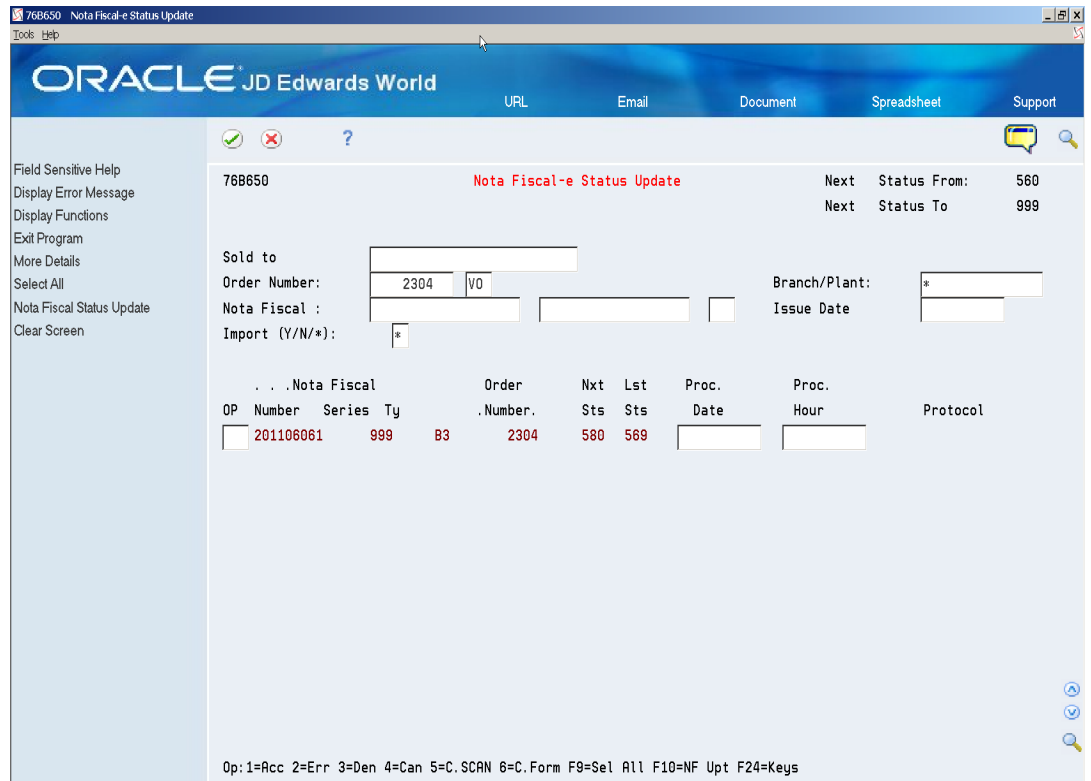 76B650 Nota Fiscal-e Status Update
Tools Help
ORACLE JD Edwards World
URL Email Document Spreadsheet Support
?
Field Sensitive Help
Display Error Message
Display Functions
Exit Program
More Details
Select All
Nota Fiscal Status Update
Clear Screen
76B650 Nota Fiscal-e Status Update Next Status From: 560
Next Status To 999
Sold to
Order Number: 2304 VO Branch/Plant: *
Nota Fiscal : Issue Date
Import (Y/N/*): *
. . .Nota Fiscal Order Nxt Lst Proc. Proc.
OP Number Series Ty .Number. Sts Sts Date Hour Protocol
201106061 999 B3 2304 580 569
Op:1=Acc 2=Err 3=Den 4=Can 5=C.SCAN 6=C.Form F9=Sel All F10=NF Upt F24=Keys